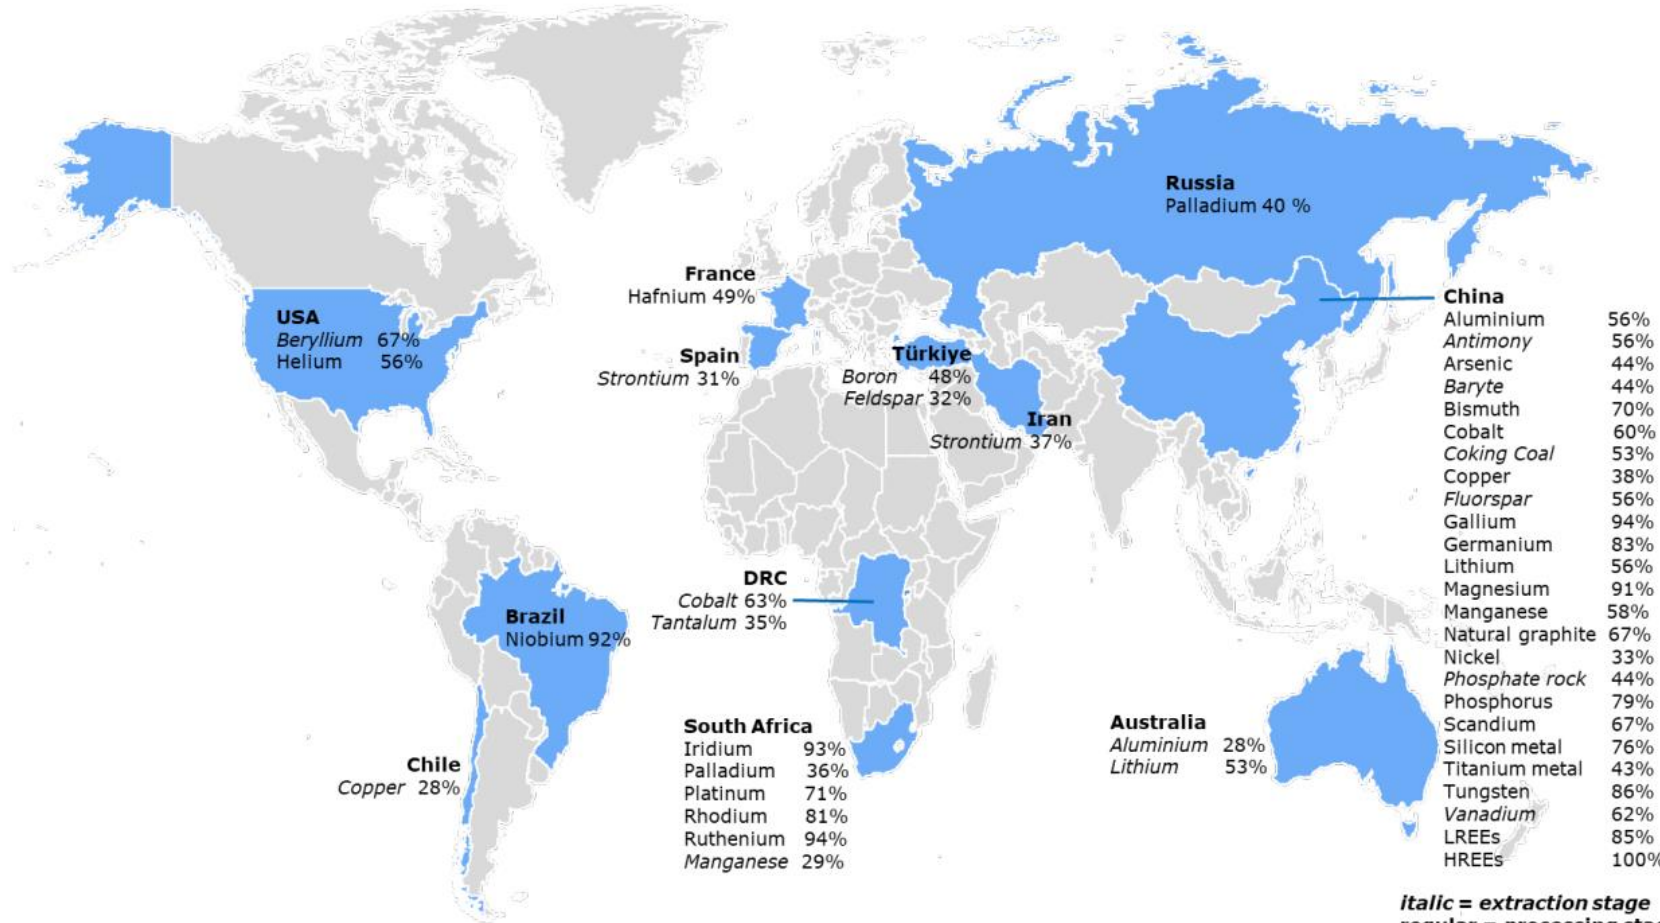 Russia
Palladium 40 %
France
Hafnium 49%
USA
Beryllium 67%
Helium 56%
Spain
Strontium 31%
Türkiye
Boron 48%
Feldspar 32%
Iran
Strontium 37%
China
Aluminium 56%
Antimony 56%
Arsenic 44%
Baryte 44%
Bismuth 70%
Cobalt 60%
Coking Coal 53%
Copper 38%
Fluorspar 56%
Gallium 94%
Germanium 83%
Lithium 56%
Magnesium 91%
Manganese 58%
Natural graphite 67%
Nickel 33%
Phosphate rock 44%
Phosphorus 79%
Scandium 67%
Silicon metal 76%
Titanium metal 43%
Tungsten 86%
Vanadium 62%
LREEs 85%
HREEs 100%
DRC
Cobalt 63%
Tantalum 35%
Brazil
Niobium 92%
South Africa
Iridium 93%
Palladium 36%
Platinum 71%
Rhodium 81%
Ruthenium 94%
Manganese 29%
Australia
Aluminium 28%
Lithium 53%
Chile
Copper 28%
italic = extraction stage
regular = processing stage